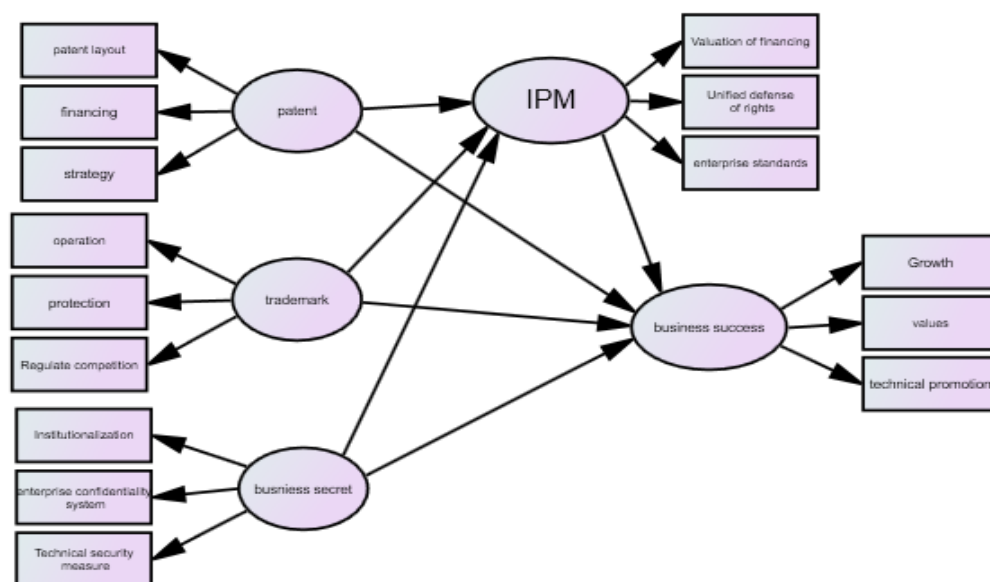 patent layout
financing
strategy
patent
IPM
Valuation of financing
Unified defense
of rights
enterprise standards
operation
protection
Regulate competition
trademark
business success
Growth
values
technical promotion
Institutionalization
enterprise confidentiality
system
Technical security
measure
busniess secret